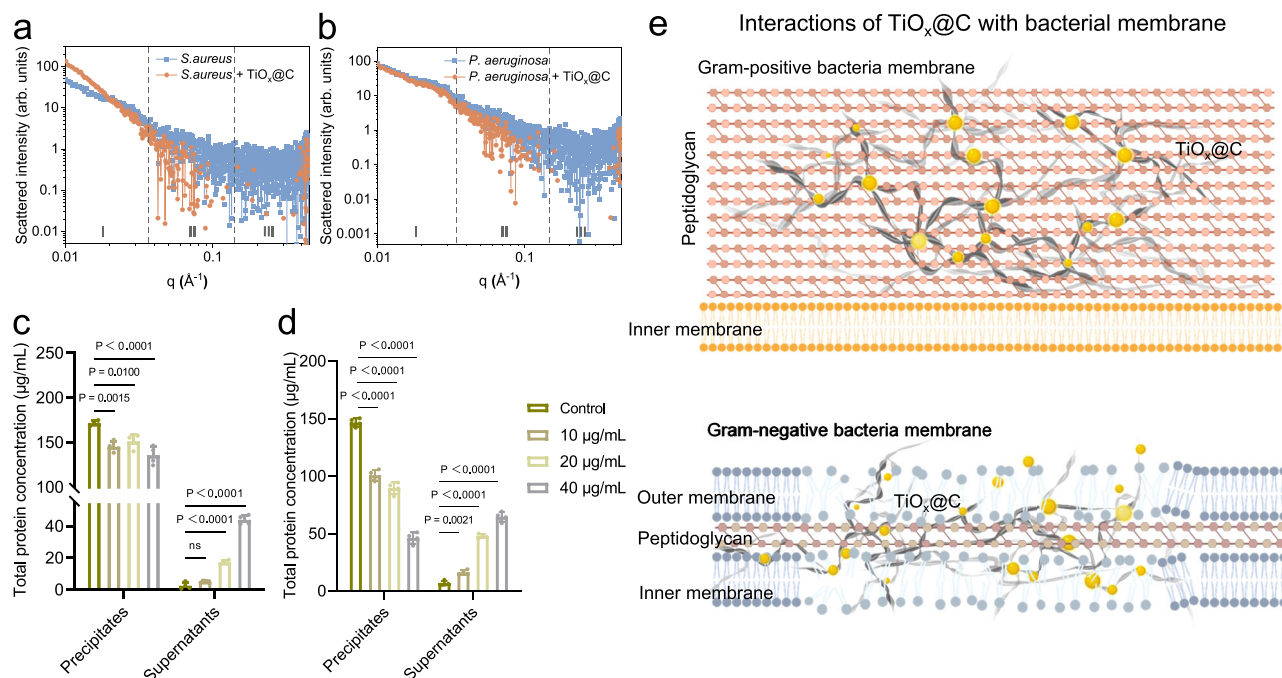 a
Scattered intensity (arb. units)
100
10
1
0.1
0.01
S.aureus
S.aureus + TiOₓ@C
I
II
III
0.01
0.1
q (Å⁻¹)
b
Scattered intensity (arb. units)
100
10
1
0.1
0.01
0.001
P. aeruginosa
P. aeruginosa + TiOₓ@C
I
II
III
0.01
0.1
q (Å⁻¹)
c
Total protein concentration (μg/mL)
250
200
150
100
40
20
0
P < 0.0001
P = 0.0100
P = 0.0015
P < 0.0001
P < 0.0001
ns
Precipitates
Supernatants
d
Total protein concentration (μg/mL)
200
150
100
50
0
P < 0.0001
P < 0.0001
P < 0.0001
P < 0.0001
P < 0.0001
P = 0.0021
Precipitates
Supernatants
Control
10 μg/mL
20 μg/mL
40 μg/mL
e
Interactions of TiOₓ@C with bacterial membrane
Gram-positive bacteria membrane
TiOₓ@C
Peptidoglycan
Inner membrane
Gram-negative bacteria membrane
Outer membrane
TiOₓ@C
Peptidoglycan
Inner membrane